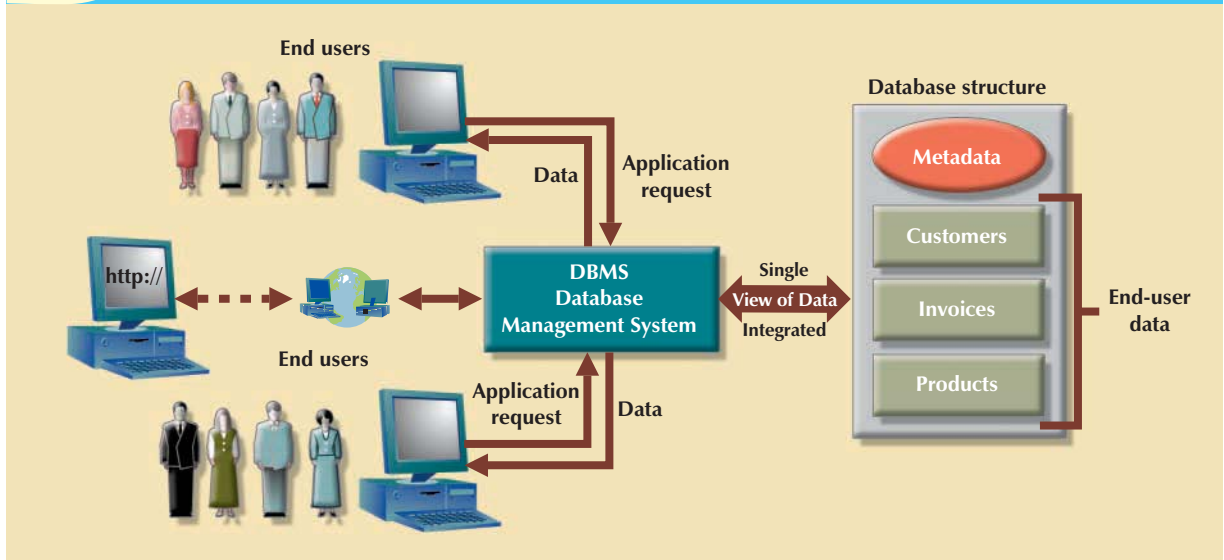 End users
Database structure
Metadata
Data
Application
request
Customers
http://
DBMS
Database
Management System
Single
View of Data
Integrated
Invoices
End-user
data
End users
Application
request
Data
Products